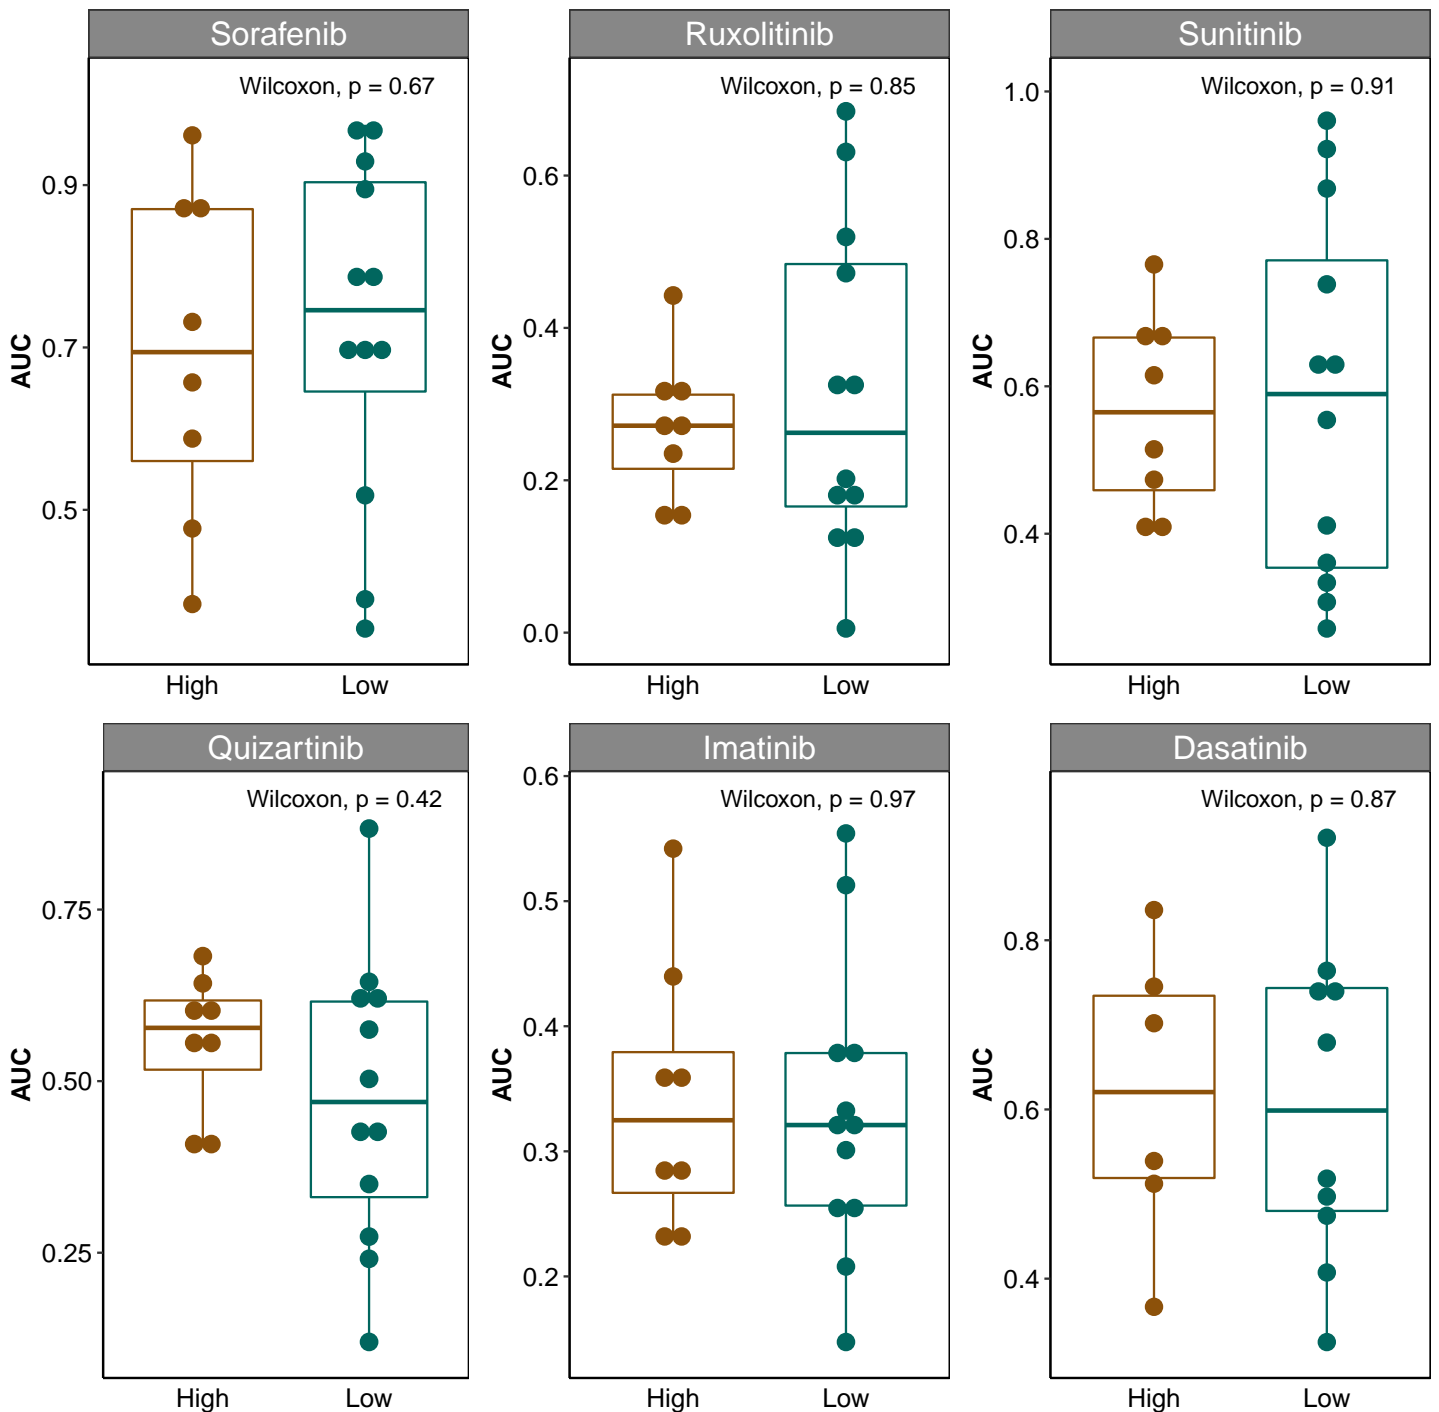 Sorafenib
Wilcoxon, p = 0.67
0.9
0.7
0.5
AUC
High Low
Ruxolitinib
Wilcoxon, p = 0.85
0.6
0.4
0.2
0.0
AUC
High Low
Sunitinib
Wilcoxon, p = 0.91
1.0
0.8
0.6
0.4
AUC
High Low
Quizartinib
Wilcoxon, p = 0.42
0.75
0.50
0.25
AUC
High Low
Imatinib
Wilcoxon, p = 0.97
0.6
0.5
0.4
0.3
0.2
AUC
High Low
Dasatinib
Wilcoxon, p = 0.87
0.8
0.6
0.4
AUC
High Low